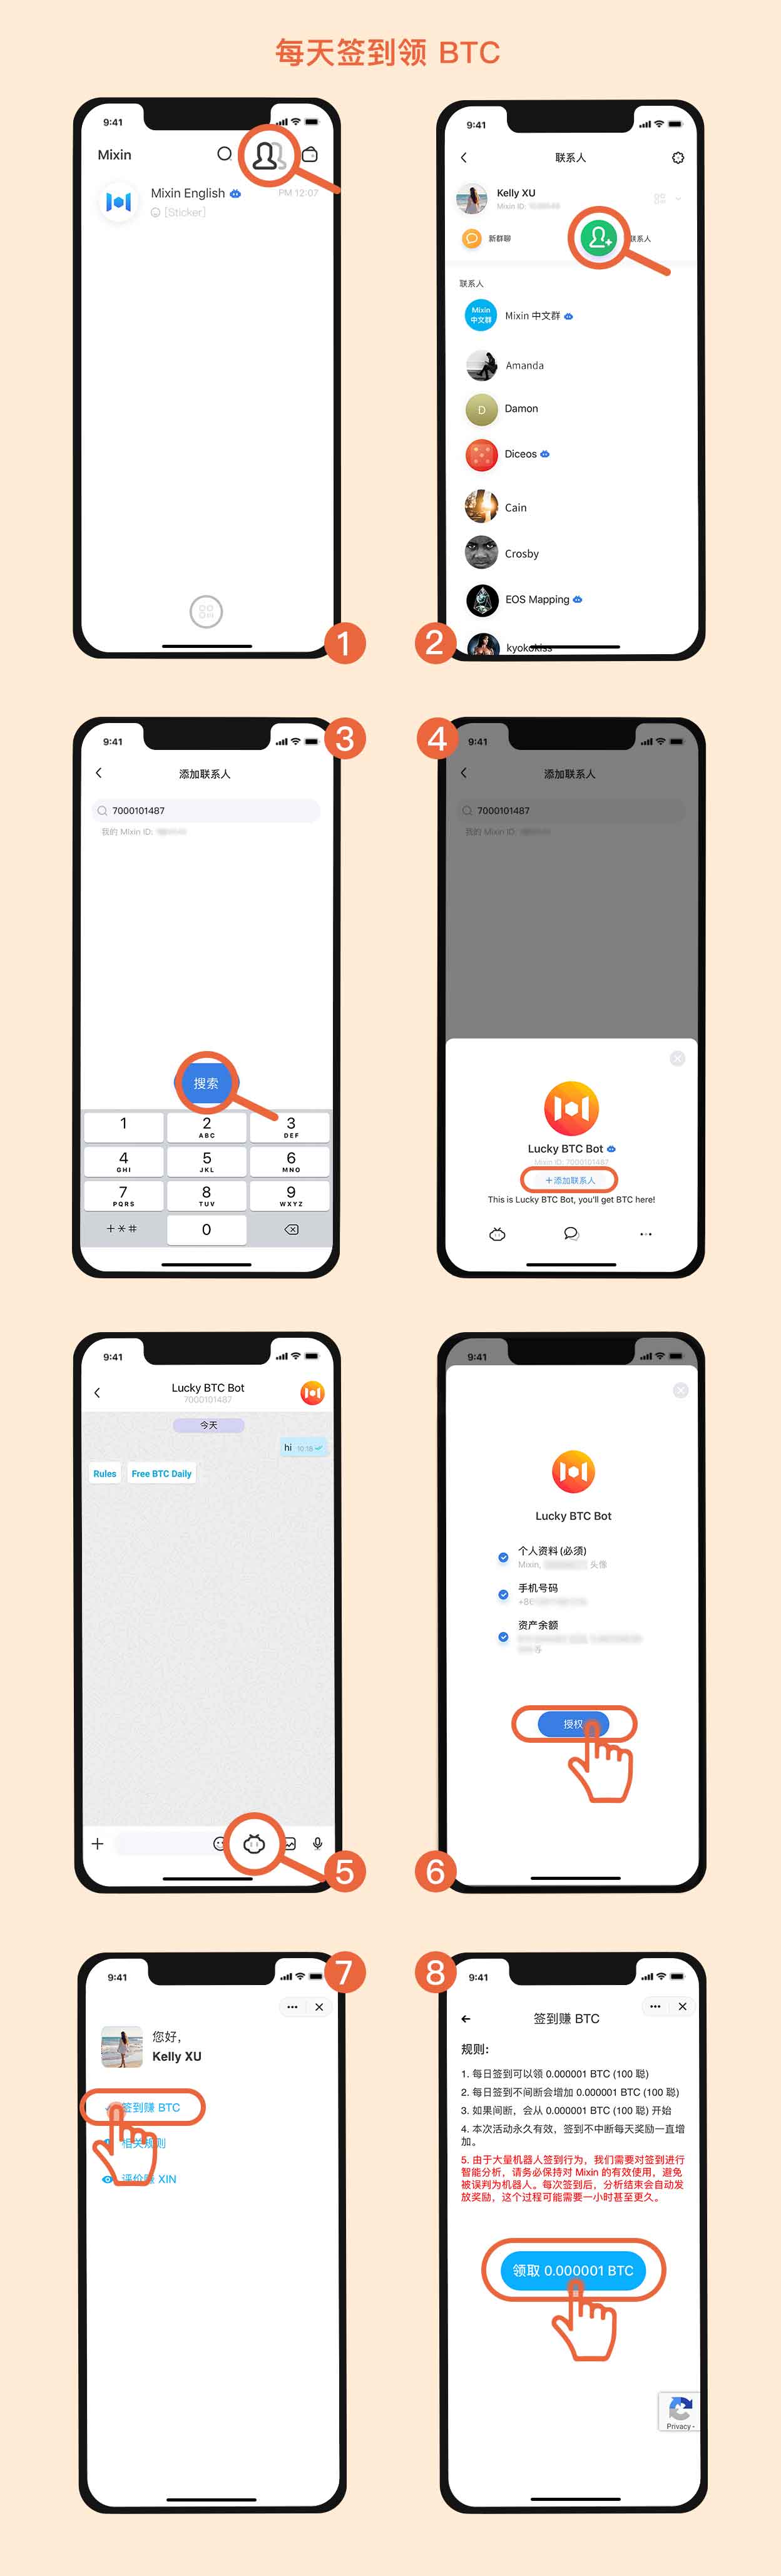 每天签到领 BTC
9:41
Mixin
Mixin English
PM 12:07
[Sticker]
1
9:41
联系人
Kelly XU
Mixin ID:
新群聊
联系人
联系人
Mixin
中文群
Mixin 中文群
Amanda
D
Damon
Diceos
Cain
Crosby
EOS Mapping
kyokokiss
2
9:41
3
添加联系人
7000101487
我的 Mixin ID:
搜索
1
2
ABC
3
DEF
4
GHI
5
JKL
6
MNO
7
PQRS
8
TUV
9
WXYZ
+*#
0
4
9:41
添加联系人
7000101487
我的 Mixin ID:
Lucky BTC Bot
Mixin ID: 7000101487
+添加联系人
This is Lucky BTC Bot, you'll get BTC here!
9:41
Lucky BTC Bot
7000101487
今天
hi 10:18
Rules
Free BTC Daily
5
9:41
Lucky BTC Bot
个人资料 (必须)
Mixin, 头像
手机号码
+86
资产余额
等
授权
6
9:41
7
您好,
Kelly XU
签到赚 BTC
相关规则
评价赚 XIN
8
9:41
签到赚 BTC
规则:
1. 每日签到可以领 0.000001 BTC (100 聪)
2. 每日签到不间断会增加 0.000001 BTC (100 聪)
3. 如果间断，会从 0.000001 BTC (100 聪) 开始
4. 本次活动永久有效，签到不中断每天奖励一直增
加。
5. 由于大量机器人签到行为，我们需要对签到进行
智能分析，请务必保持对 Mixin 的有效使用，避免
被误判为机器人。每次签到后，分析结束会自动发
放奖励，这个过程可能需要一小时甚至更久。
领取 0.000001 BTC
Privacy -